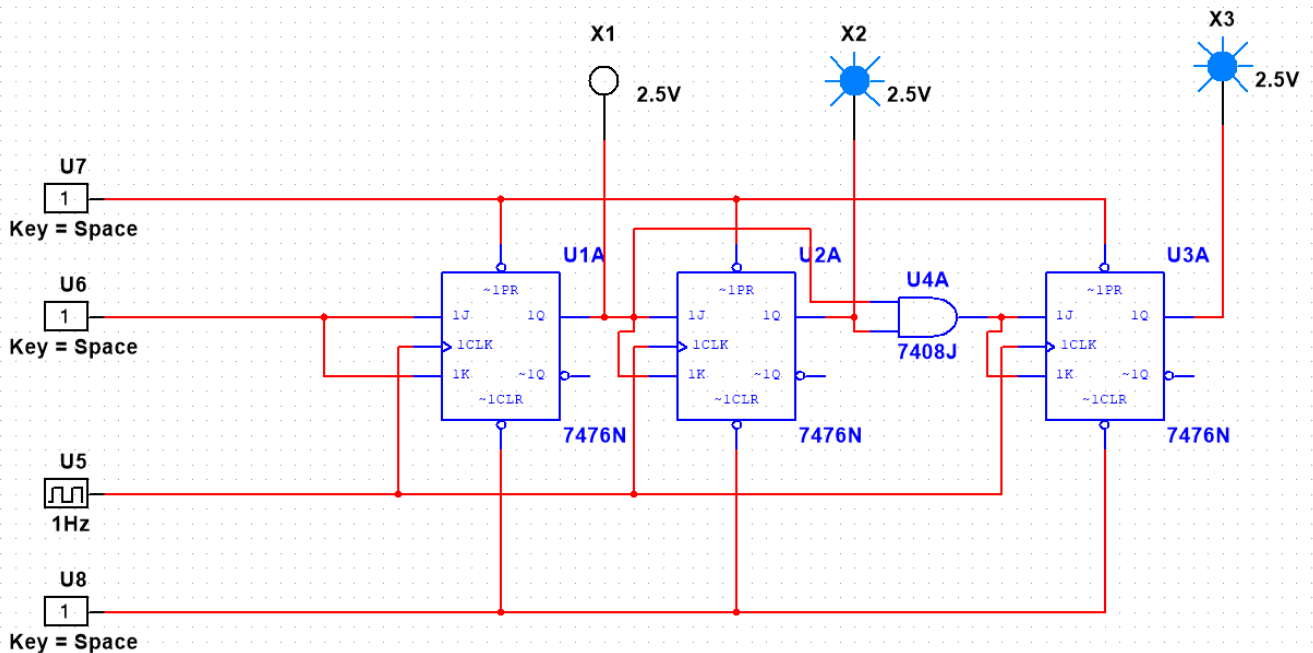 X1
2.5V
X2
2.5V
X3
2.5V
U7
1
Key = Space
U6
1
Key = Space
U5
1Hz
U8
1
Key = Space
U1A
~1PR
1J
1Q
1CLK
1K
~1Q
~1CLR
7476N
U2A
~1PR
1J
1Q
1CLK
1K
~1Q
~1CLR
7476N
U4A
7408J
U3A
~1PR
1J
1Q
1CLK
1K
~1Q
~1CLR
7476N